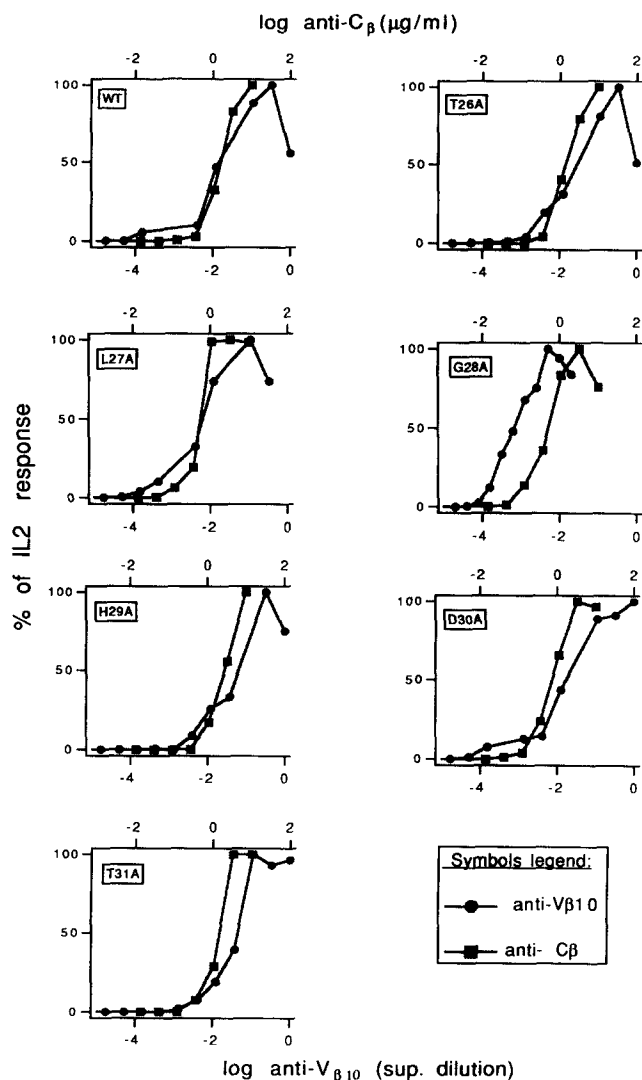 log anti-Cβ(µg/ml)
-2 0 2
-2 0 2
100
50
0
WT
-4 -2 0
100
50
0
T26A
-4 -2 0
-2 0 2
-2 0 2
100
50
0
L27A
-4 -2 0
100
50
0
G28A
-4 -2 0
% of IL2 response
-2 0 2
-2 0 2
100
50
0
H29A
-4 -2 0
100
50
0
D30A
-4 -2 0
-2 0 2
100
50
0
T31A
-4 -2 0
Symbols legend:
anti-Vβ10
anti- Cβ
log anti-Vβ10 (sup. dilution)